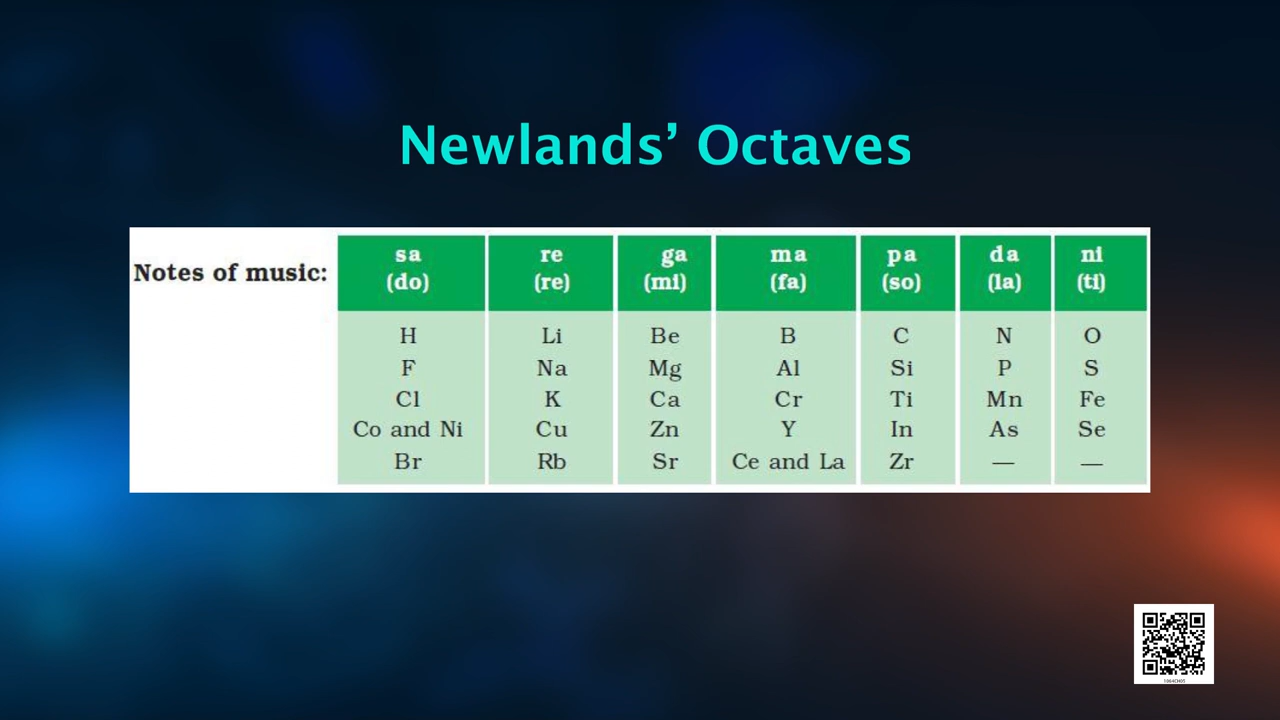 Newlands’ Octaves
Notes of music:
sa re ga ma pa da ni
(do) (re) (mi) (fa) (so) (la) (ti)
H Li Be B C N O
F Na Mg Al Si P S
Cl K Ca Cr Ti Mn Fe
Co and Ni Cu Zn Y In As Se
Br Rb Sr Ce and La Zr — —
1064CH05